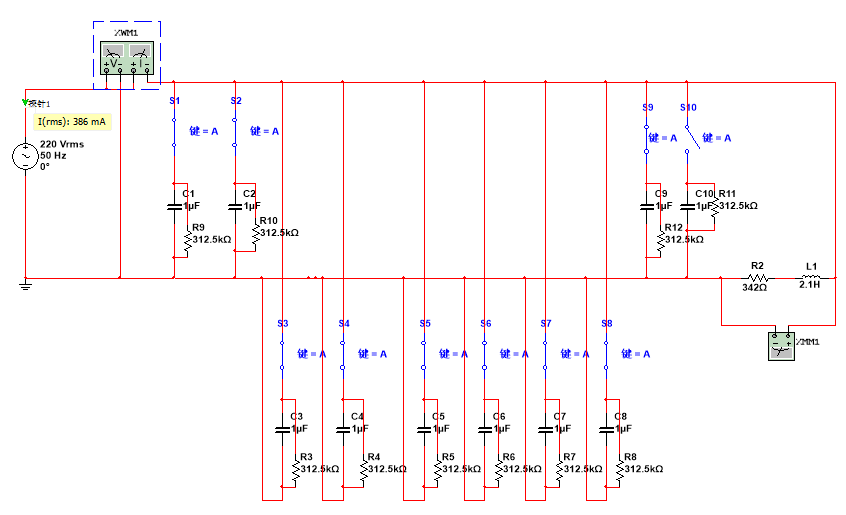 XWM1
V
I
探针1
I(rms): 386 mA
220 Vrms
50 Hz
0°
S1
键 = A
S2
键 = A
S9
键 = A
S10
键 = A
C1
1µF
R9
312.5kΩ
C2
1µF
R10
312.5kΩ
C9
1µF
R12
312.5kΩ
C10
1µF
R11
312.5kΩ
R2
342Ω
L1
2.1H
XMM1
S3
键 = A
S4
键 = A
S5
键 = A
S6
键 = A
S7
键 = A
S8
键 = A
C3
1µF
R3
312.5kΩ
C4
1µF
R4
312.5kΩ
C5
1µF
R5
312.5kΩ
C6
1µF
R6
312.5kΩ
C7
1µF
R7
312.5kΩ
C8
1µF
R8
312.5kΩ